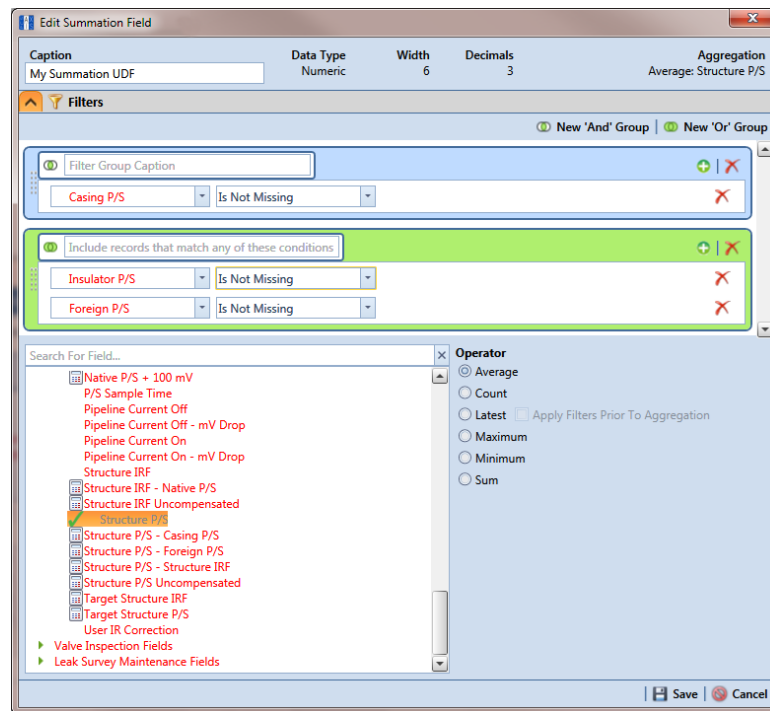 Edit Summation Field
Caption Data Type Width Decimals Aggregation
My Summation UDF Numeric 6 3 Average: Structure P/S
Filters
New 'And' Group | New 'Or' Group
Filter Group Caption
Casing P/S Is Not Missing
Include records that match any of these conditions
Insulator P/S Is Not Missing
Foreign P/S Is Not Missing
Search For Field...
Native P/S + 100 mV
P/S Sample Time
Pipeline Current Off
Pipeline Current Off - mV Drop
Pipeline Current On
Pipeline Current On - mV Drop
Structure IRF
Structure IRF - Native P/S
Structure IRF Uncompensated
Structure P/S
Structure P/S - Casing P/S
Structure P/S - Foreign P/S
Structure P/S - Structure IRF
Structure P/S Uncompensated
Target Structure IRF
Target Structure P/S
User IR Correction
Valve Inspection Fields
Leak Survey Maintenance Fields
Operator
Average
Count
Latest Apply Filters Prior To Aggregation
Maximum
Minimum
Sum
Save | Cancel